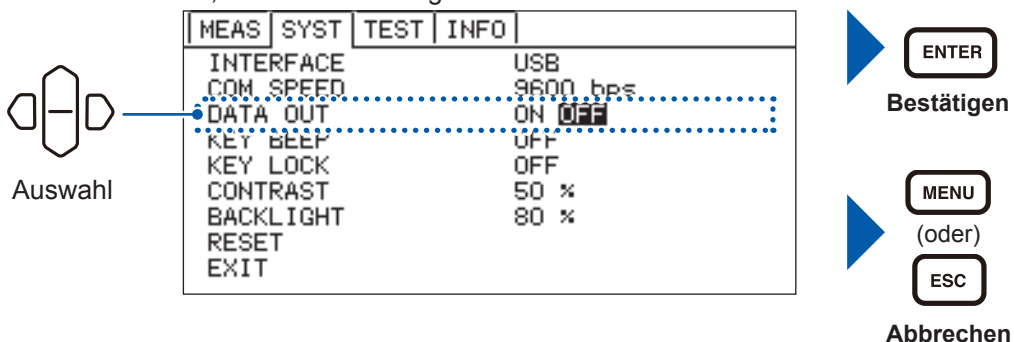 MEAS SYST TEST INFO
INTERFACE USB
COM SPEED 9600 bps
DATA OUT ON OFF
KEY BEEP OFF
KEY LOCK OFF
CONTRAST 50 %
BACKLIGHT 80 %
RESET
EXIT
Auswahl
ENTER
Bestätigen
MENU
(oder)
ESC
Abbrechen